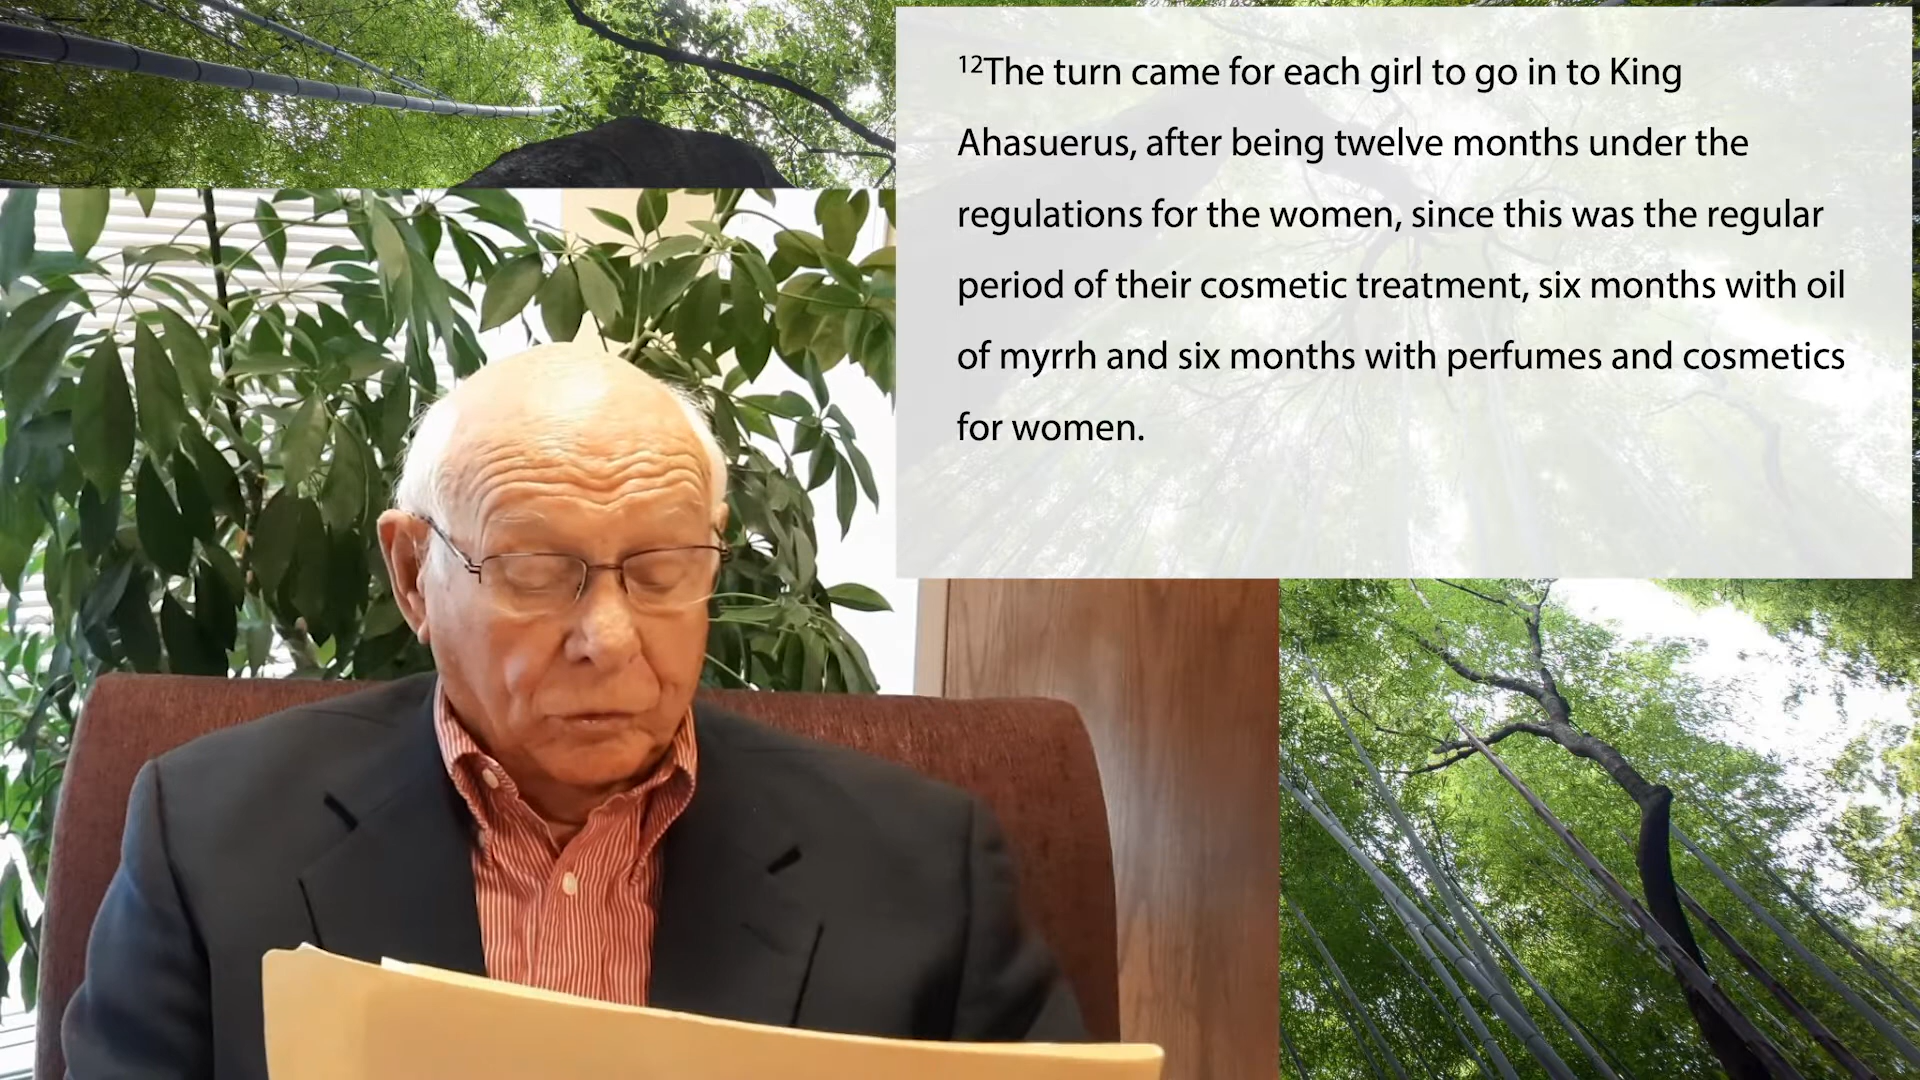 ¹²The turn came for each girl to go in to King
Ahasuerus, after being twelve months under the
regulations for the women, since this was the regular
period of their cosmetic treatment, six months with oil
of myrrh and six months with perfumes and cosmetics
for women.